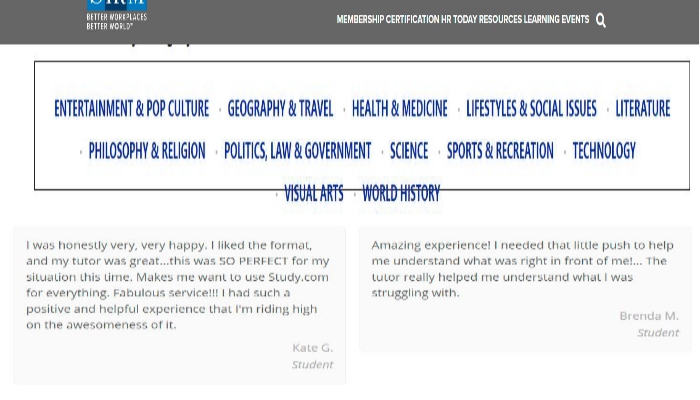 SHRM
BETTER WORKPLACES
BETTER WORLD™
MEMBERSHIP CERTIFICATION HR TODAY RESOURCES LEARNING EVENTS
ENTERTAINMENT & POP CULTURE · GEOGRAPHY & TRAVEL · HEALTH & MEDICINE · LIFESTYLES & SOCIAL ISSUES · LITERATURE
· PHILOSOPHY & RELIGION · POLITICS, LAW & GOVERNMENT · SCIENCE · SPORTS & RECREATION · TECHNOLOGY
· VISUAL ARTS · WORLD HISTORY
I was honestly very, very happy. I liked the format,
and my tutor was great...this was SO PERFECT for my
situation this time. Makes me want to use Study.com
for everything. Fabulous service!!! I had such a
positive and helpful experience that I'm riding high
on the awesomeness of it.
Kate G.
Student
Amazing experience! I needed that little push to help
me understand what was right in front of me!... The
tutor really helped me understand what I was
struggling with.
Brenda M.
Student